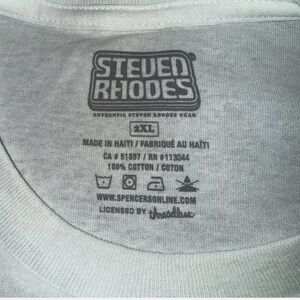 STEVEN
RHODES
AUTHENTIC STEVEN RHODES GEAR
2XL
MADE IN HAITI / FABRIQUÉ AU HAÏTI
CA # 51897 / RN #113044
100% COTTON / COTON
WWW.SPENCERSONLINE.COM
LICENSED BY threadless